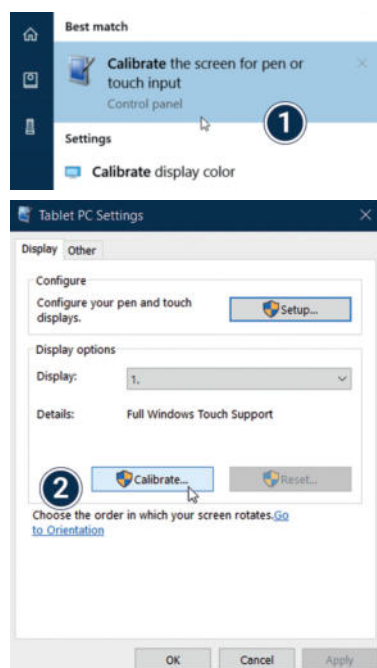 Best match
Calibrate the screen for pen or
touch input
Control panel
1
Settings
Calibrate display color
Tablet PC Settings
Display Other
Configure
Configure your pen and touch
displays.
Setup...
Display options
Display:
1.
Details:
Full Windows Touch Support
2
Calibrate...
Reset...
Choose the order in which your screen rotates.Go
to Orientation
OK Cancel Apply